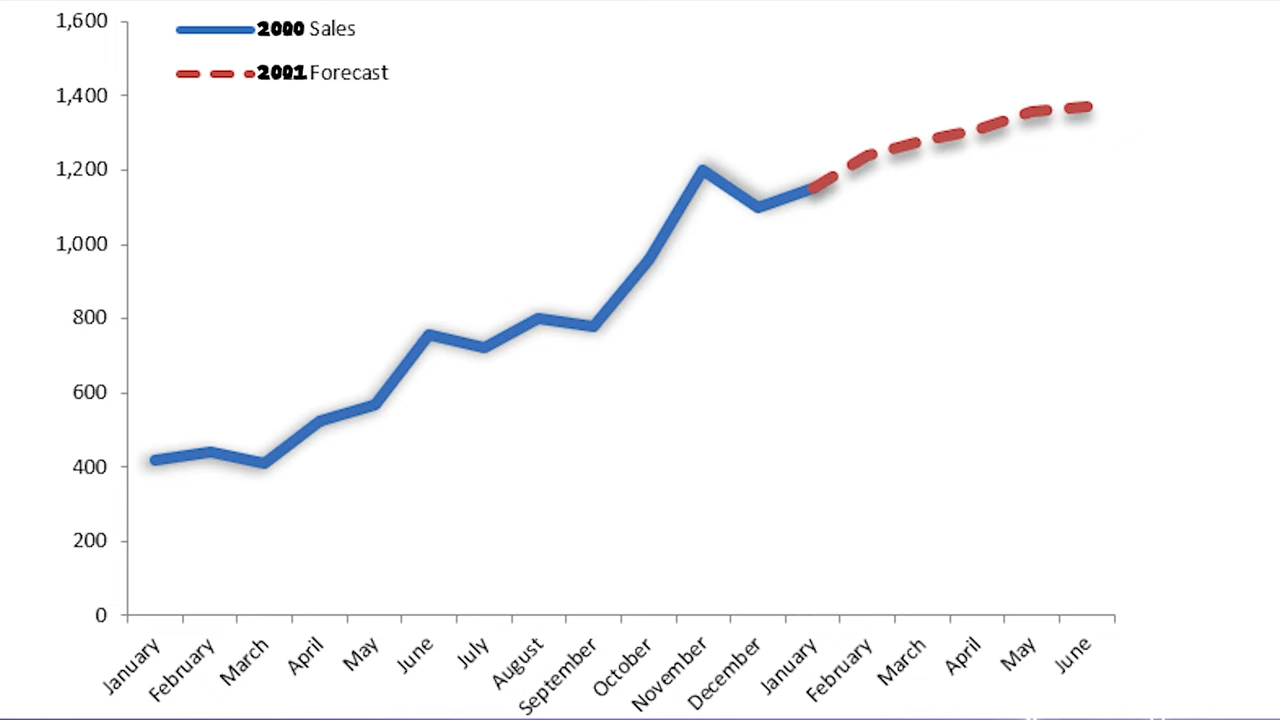 1,600
2000 Sales
2001 Forecast
1,400
1,200
1,000
800
600
400
200
0
January
February
March
April
May
June
July
August
September
October
November
December
January
February
March
April
May
June